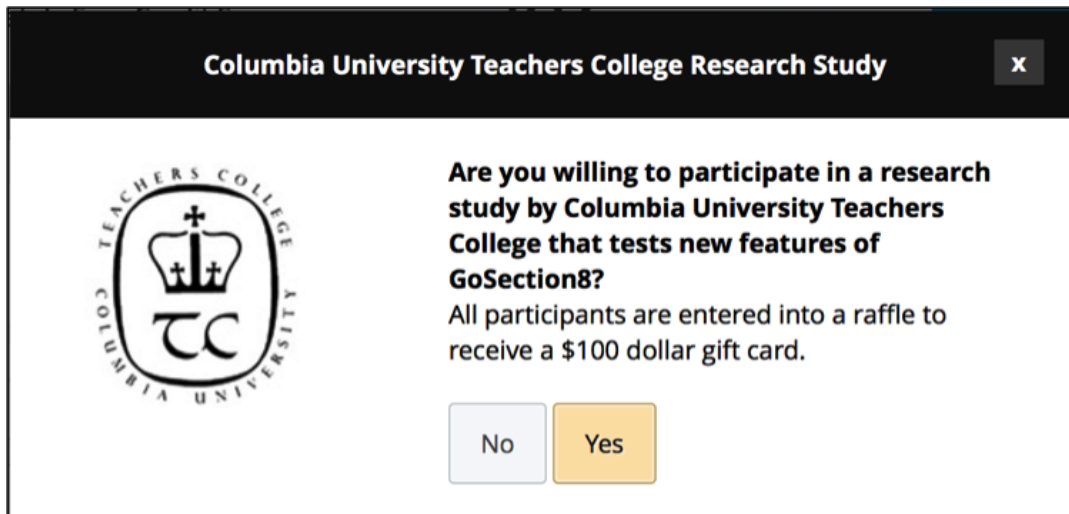 Columbia University Teachers College Research Study
x
TEACHERS COLLEGE
COLUMBIA UNIVERSITY
TC
Are you willing to participate in a research
study by Columbia University Teachers
College that tests new features of
GoSection8?
All participants are entered into a raffle to
receive a $100 dollar gift card.
No Yes